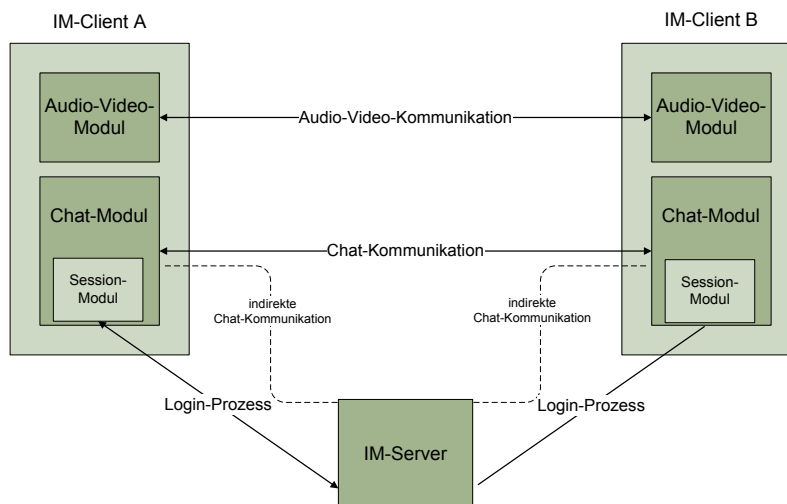 IM-Client A
IM-Client B
Audio-Video-
Modul
Audio-Video-Kommunikation
Audio-Video-
Modul
Chat-Modul
Chat-Kommunikation
Chat-Modul
Session-
Modul
indirekte
Chat-Kommunikation
indirekte
Chat-Kommunikation
Session-
Modul
Login-Prozess
Login-Prozess
IM-Server